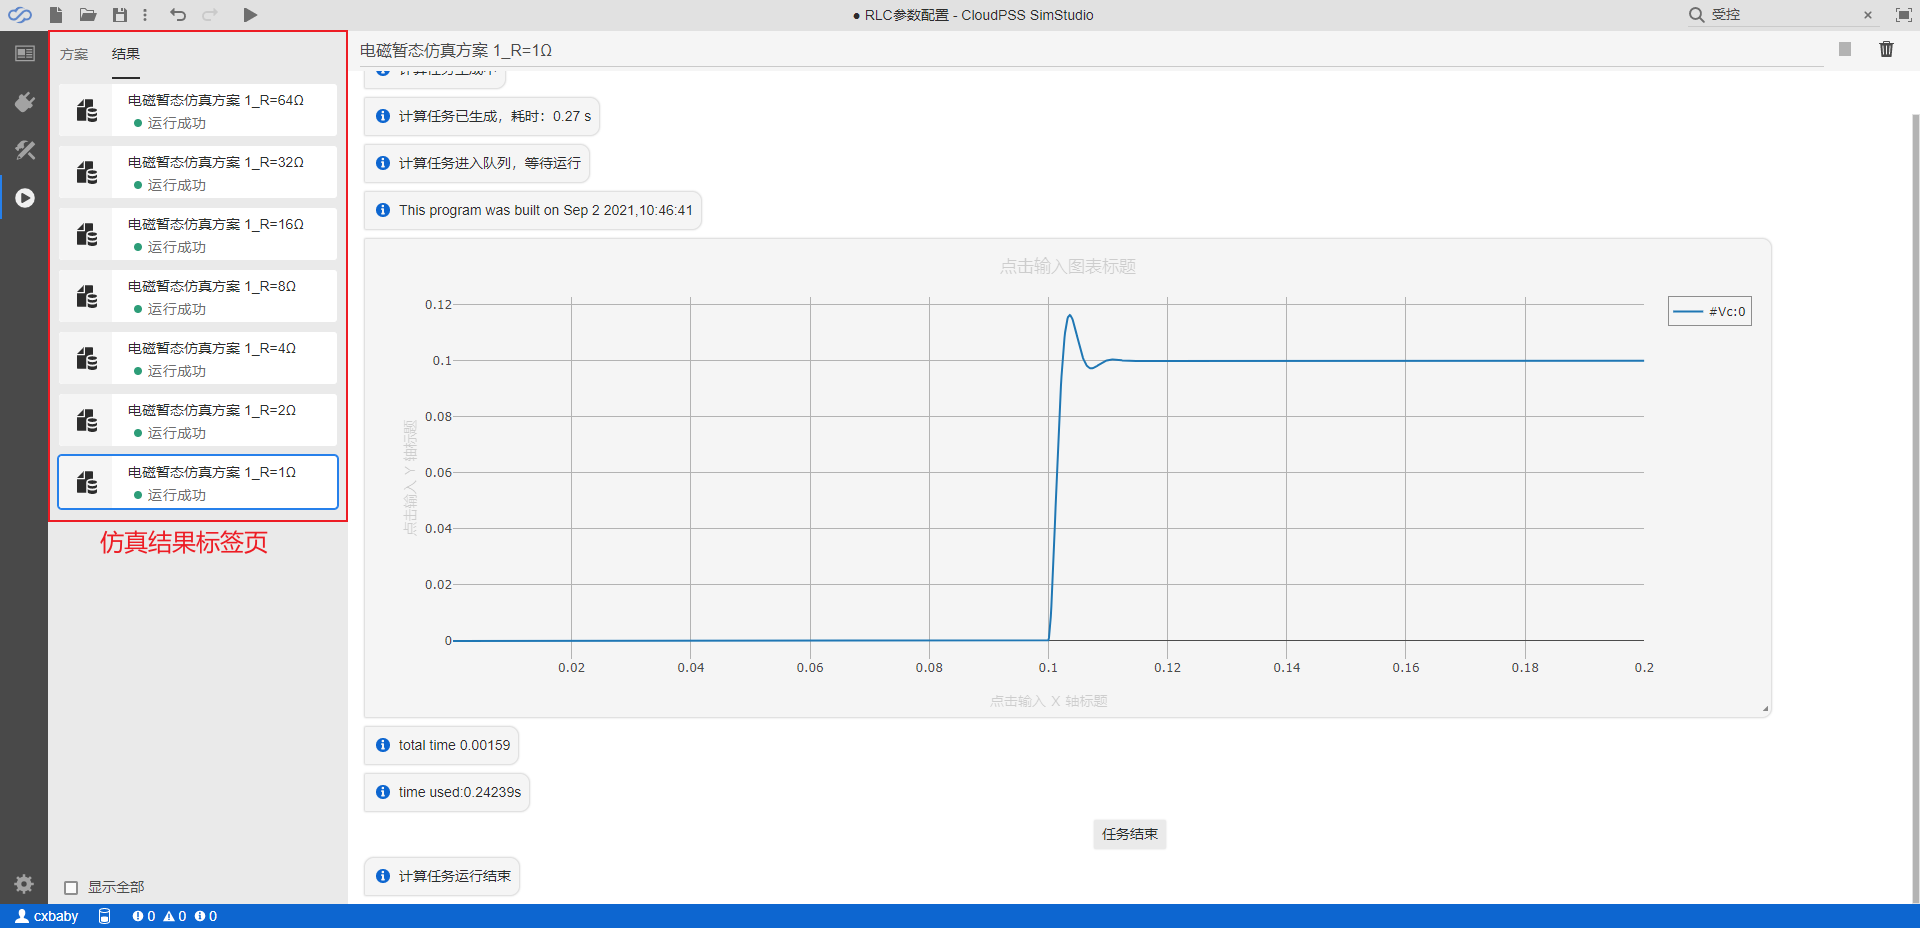 ● RLC参数配置 - CloudPSS SimStudio
受控
方案 结果
电磁暂态仿真方案 1_R=64Ω
运行成功
电磁暂态仿真方案 1_R=32Ω
运行成功
电磁暂态仿真方案 1_R=16Ω
运行成功
电磁暂态仿真方案 1_R=8Ω
运行成功
电磁暂态仿真方案 1_R=4Ω
运行成功
电磁暂态仿真方案 1_R=2Ω
运行成功
电磁暂态仿真方案 1_R=1Ω
运行成功
仿真结果标签页
显示全部
电磁暂态仿真方案 1_R=1Ω
计算任务生成中
计算任务已生成，耗时：0.27 s
计算任务进入队列，等待运行
This program was built on Sep 2 2021,10:46:41
点击输入图表标题
#Vc:0
0.12
0.1
0.08
0.06
0.04
0.02
0
点击输入 Y 轴标题
0.02 0.04 0.06 0.08 0.1 0.12 0.14 0.16 0.18 0.2
点击输入 X 轴标题
total time 0.00159
time used:0.24239s
任务结束
计算任务运行结束
cxbaby 0 0 0